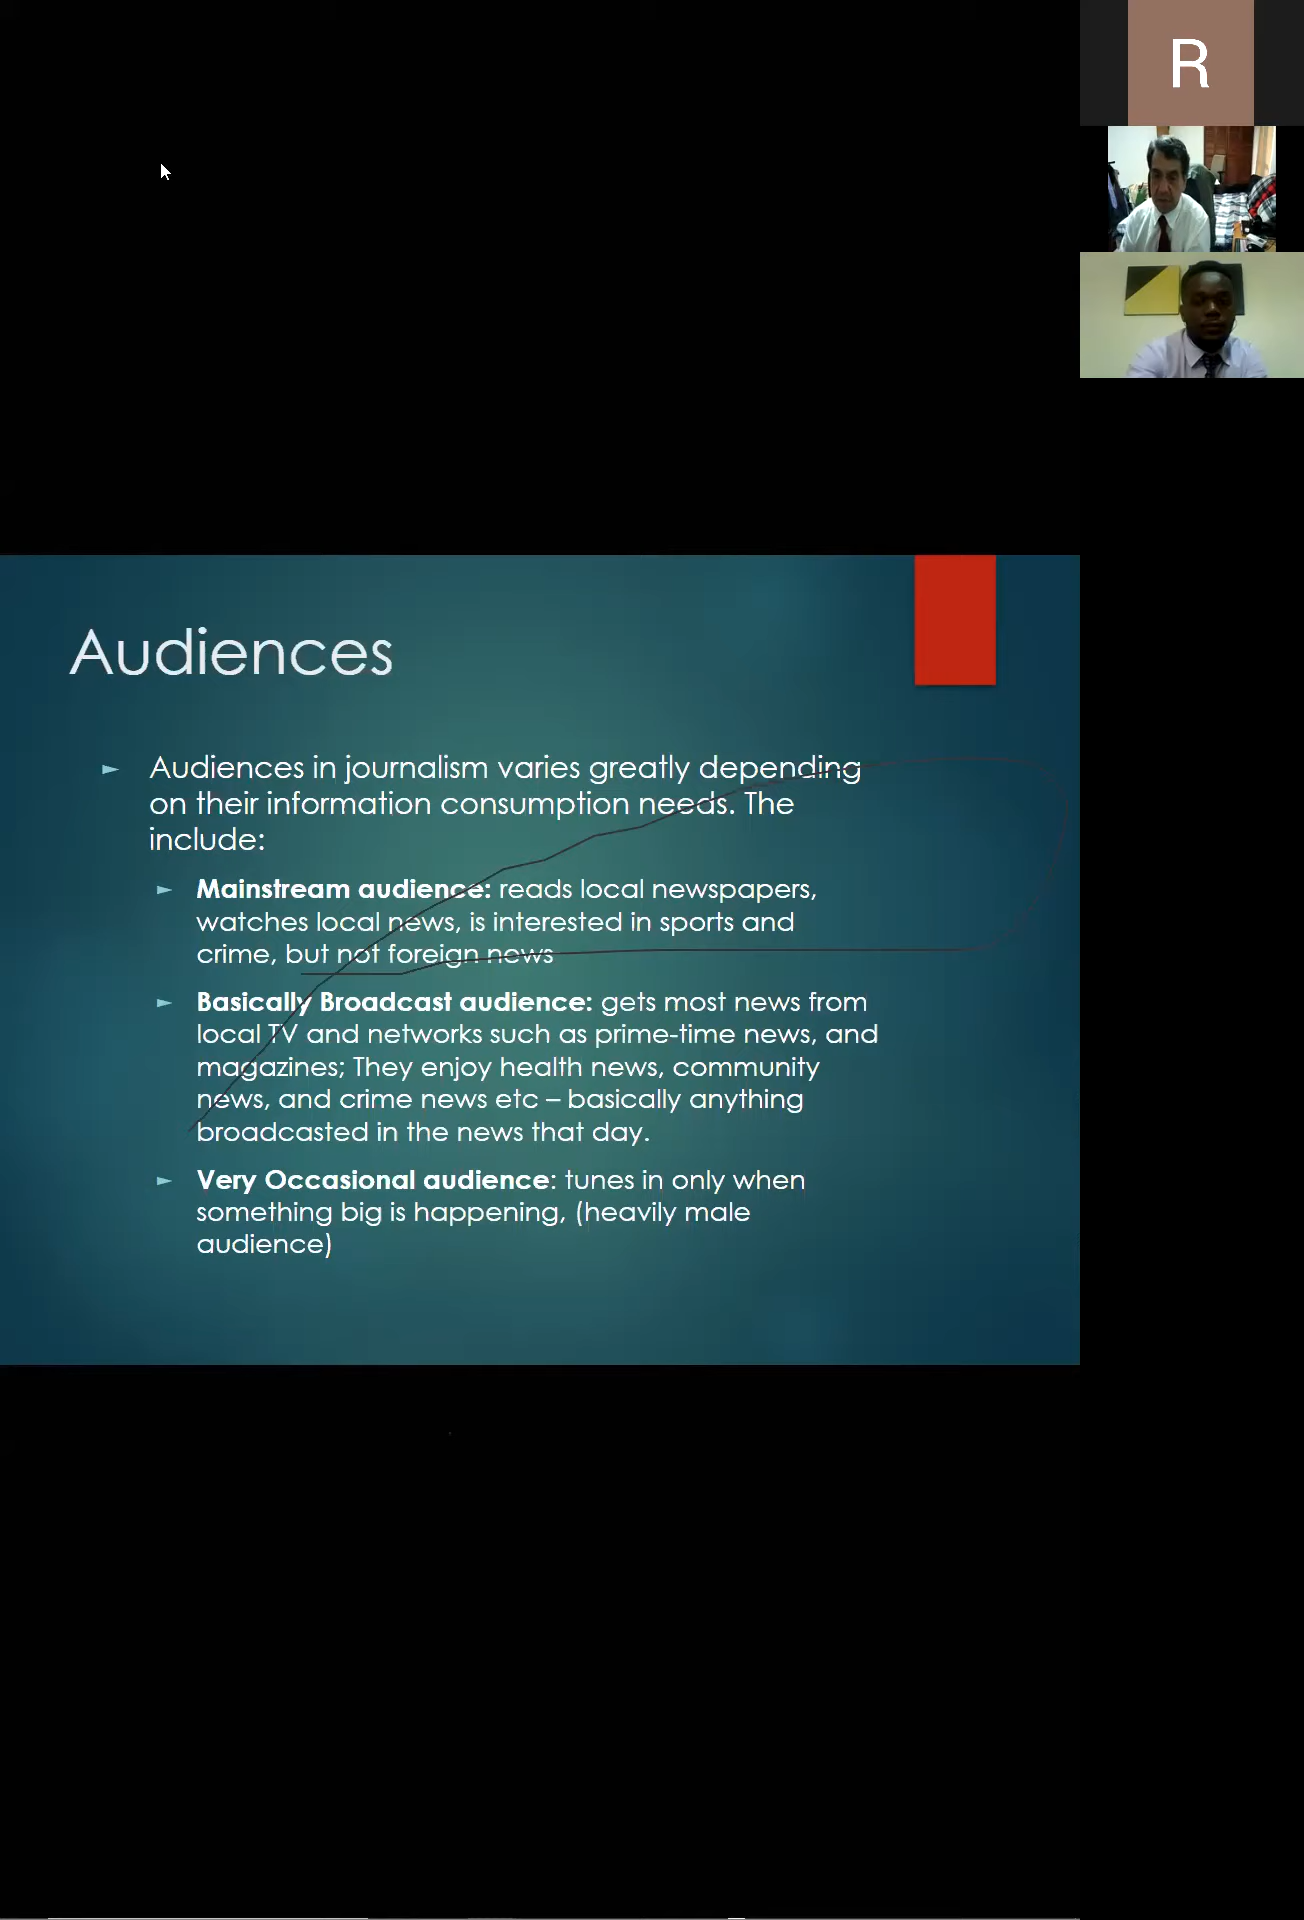 R
Audiences
Audiences in journalism varies greatly depending
on their information consumption needs. The
include:
Mainstream audience: reads local newspapers,
watches local news, is interested in sports and
crime, but not foreign news
Basically Broadcast audience: gets most news from
local TV and networks such as prime-time news, and
magazines; They enjoy health news, community
news, and crime news etc – basically anything
broadcasted in the news that day.
Very Occasional audience: tunes in only when
something big is happening, (heavily male
audience)